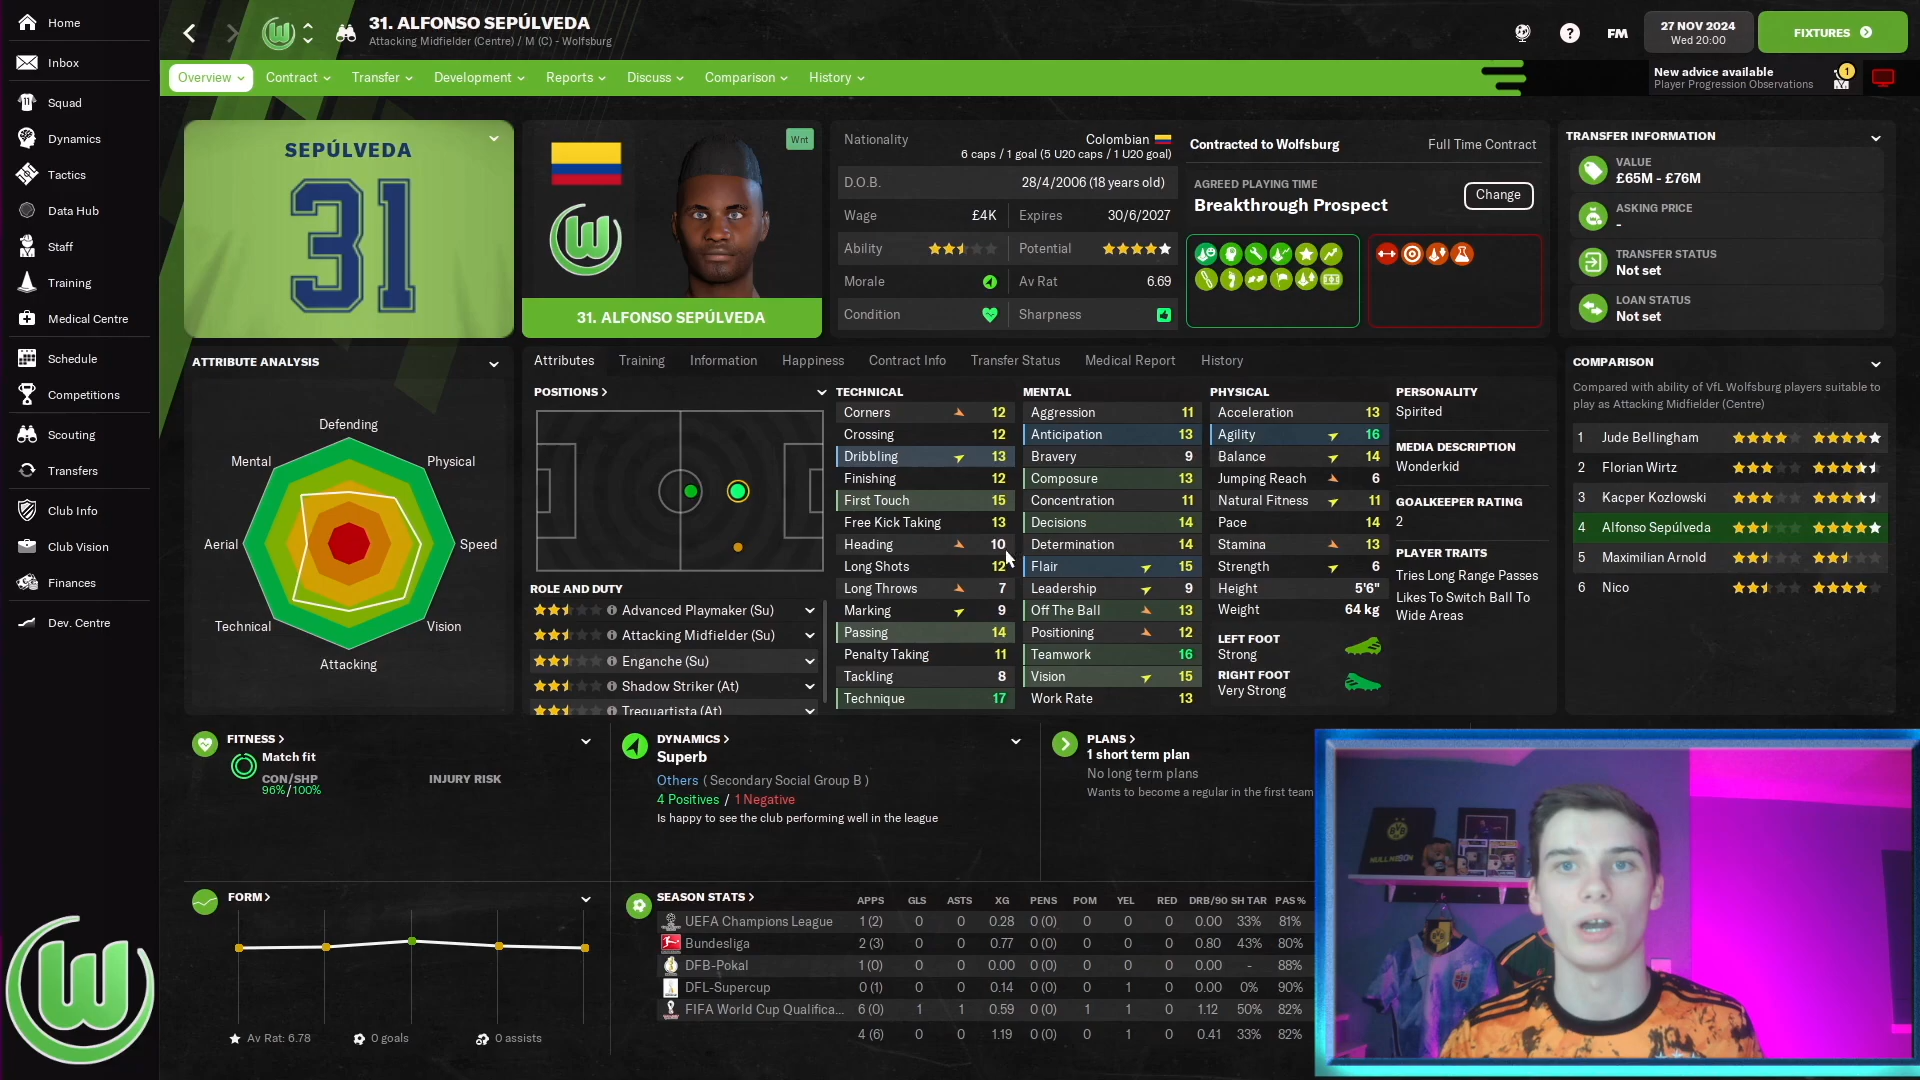 Home
Inbox
Squad
Dynamics
Tactics
Data Hub
Staff
Training
Medical Centre
Schedule
Competitions
Scouting
Transfers
Club Info
Club Vision
Finances
Dev. Centre
31. ALFONSO SEPÚLVEDA
Attacking Midfielder (Centre) / M (C) - Wolfsburg
FM
27 NOV 2024
Wed 20:00
FIXTURES
Overview Contract Transfer Development Reports Discuss Comparison History
New advice available
Player Progression Observations
1
SEPÚLVEDA
31
Wnt
31. ALFONSO SEPÚLVEDA
Nationality Colombian
6 caps / 1 goal (5 U20 caps / 1 U20 goal)
D.O.B. 28/4/2006 (18 years old)
Wage £4K Expires 30/6/2027
Ability Potential
Morale Av Rat 6.69
Condition Sharpness
Contracted to Wolfsburg Full Time Contract
AGREED PLAYING TIME
Breakthrough Prospect
Change
TRANSFER INFORMATION
VALUE
£65M - £76M
ASKING PRICE
-
TRANSFER STATUS
Not set
LOAN STATUS
Not set
ATTRIBUTE ANALYSIS
Defending
Mental Physical
Aerial Speed
Technical Vision
Attacking
Attributes Training Information Happiness Contract Info Transfer Status Medical Report History
POSITIONS
ROLE AND DUTY
Advanced Playmaker (Su)
Attacking Midfielder (Su)
Enganche (Su)
Shadow Striker (At)
Trequartista (At)
TECHNICAL
Corners 12
Crossing 12
Dribbling 13
Finishing 12
First Touch 15
Free Kick Taking 13
Heading 10
Long Shots 12
Long Throws 7
Marking 9
Passing 14
Penalty Taking 11
Tackling 8
Technique 17
MENTAL
Aggression 11
Anticipation 13
Bravery 9
Composure 13
Concentration 11
Decisions 14
Determination 14
Flair 15
Leadership 9
Off The Ball 13
Positioning 12
Teamwork 16
Vision 15
Work Rate 13
PHYSICAL
Acceleration 13
Agility 16
Balance 14
Jumping Reach 6
Natural Fitness 11
Pace 14
Stamina 13
Strength 6
Height 5'6"
Weight 64 kg
LEFT FOOT
Strong
RIGHT FOOT
Very Strong
PERSONALITY
Spirited
MEDIA DESCRIPTION
Wonderkid
GOALKEEPER RATING
2
PLAYER TRAITS
Tries Long Range Passes
Likes To Switch Ball To
Wide Areas
COMPARISON
Compared with ability of VfL Wolfsburg players suitable to
play as Attacking Midfielder (Centre)
1 Jude Bellingham
2 Florian Wirtz
3 Kacper Kozłowski
4 Alfonso Sepúlveda
5 Maximilian Arnold
6 Nico
FITNESS
Match fit
CON/SHP
96%/100%
INJURY RISK
DYNAMICS
Superb
Others ( Secondary Social Group B )
4 Positives / 1 Negative
Is happy to see the club performing well in the league
PLANS
1 short term plan
No long term plans
Wants to become a regular in the first team
FORM
Av Rat: 6.78 0 goals 0 assists
SEASON STATS APPS GLS ASTS XG PENS POM YEL RED DRB/90 SH TAR PAS %
UEFA Champions League 1 (2) 0 0 0.28 0 (0) 0 0 0 0.00 33% 81%
Bundesliga 2 (3) 0 0 0.77 0 (0) 0 0 0 0.80 43% 80%
DFB-Pokal 1 (0) 0 0 0.00 0 (0) 0 0 0 0.00 - 88%
DFL-Supercup 0 (1) 0 0 0.14 0 (0) 0 1 0 0.00 0% 90%
FIFA World Cup Qualifica... 6 (0) 1 1 0.59 0 (0) 1 1 0 1.12 50% 82%
4 (6) 0 0 1.19 0 (0) 0 1 0 0.41 33% 82%